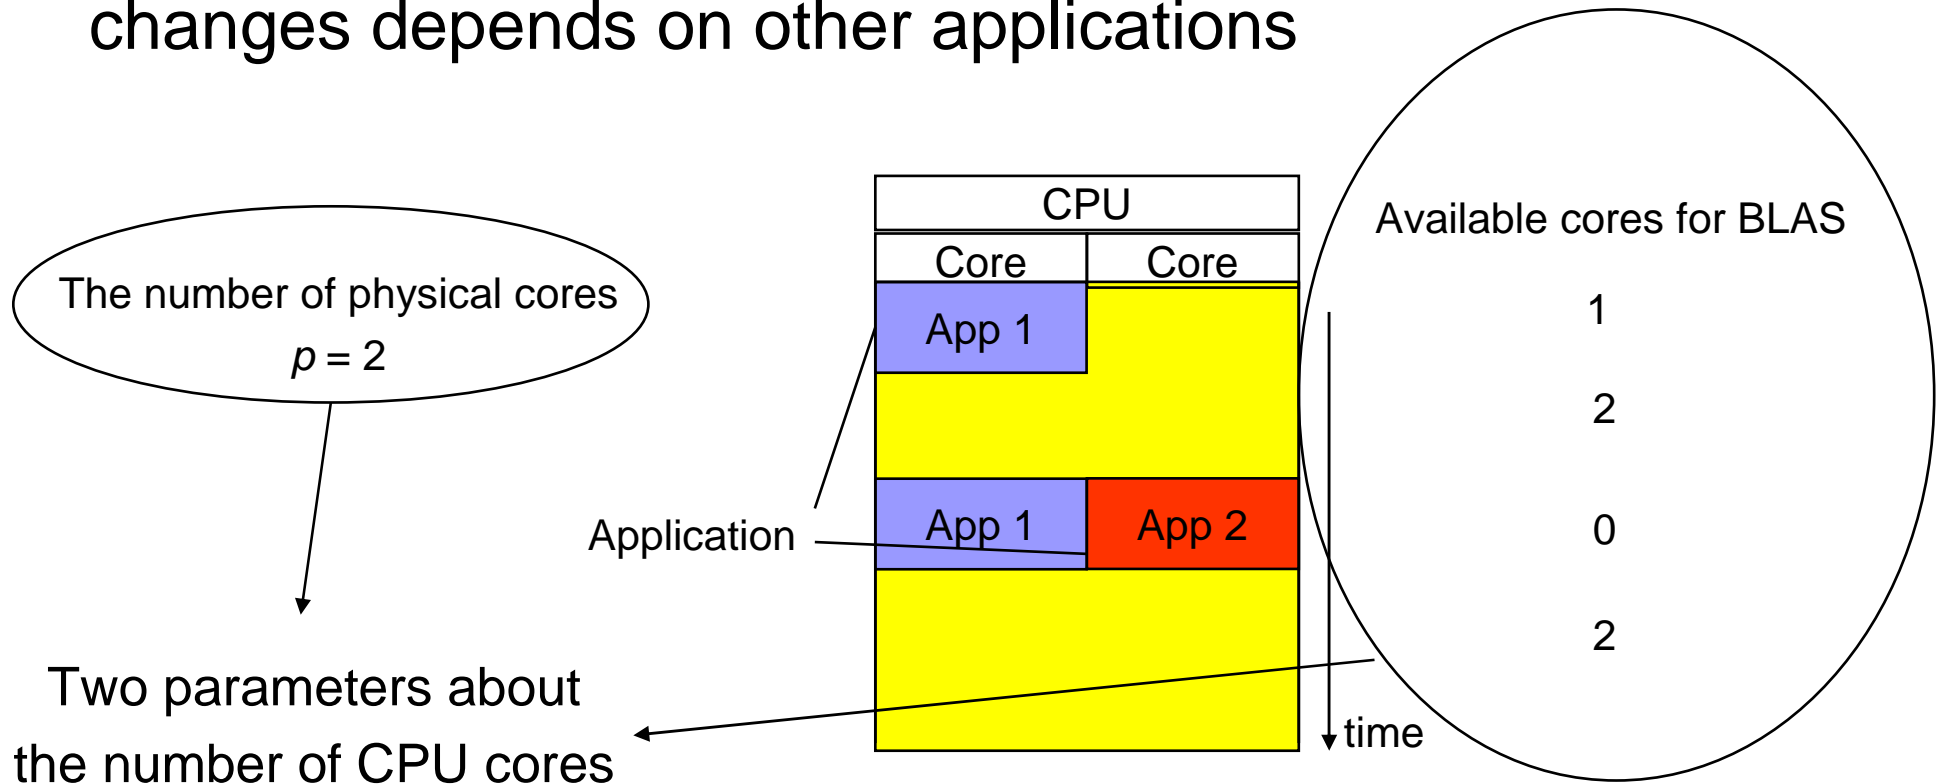 changes depends on other applications
CPU
Core Core
The number of physical cores
p = 2
App 1
App 1 App 2
Application
Available cores for BLAS
1
2
0
2
time
Two parameters about
the number of CPU cores